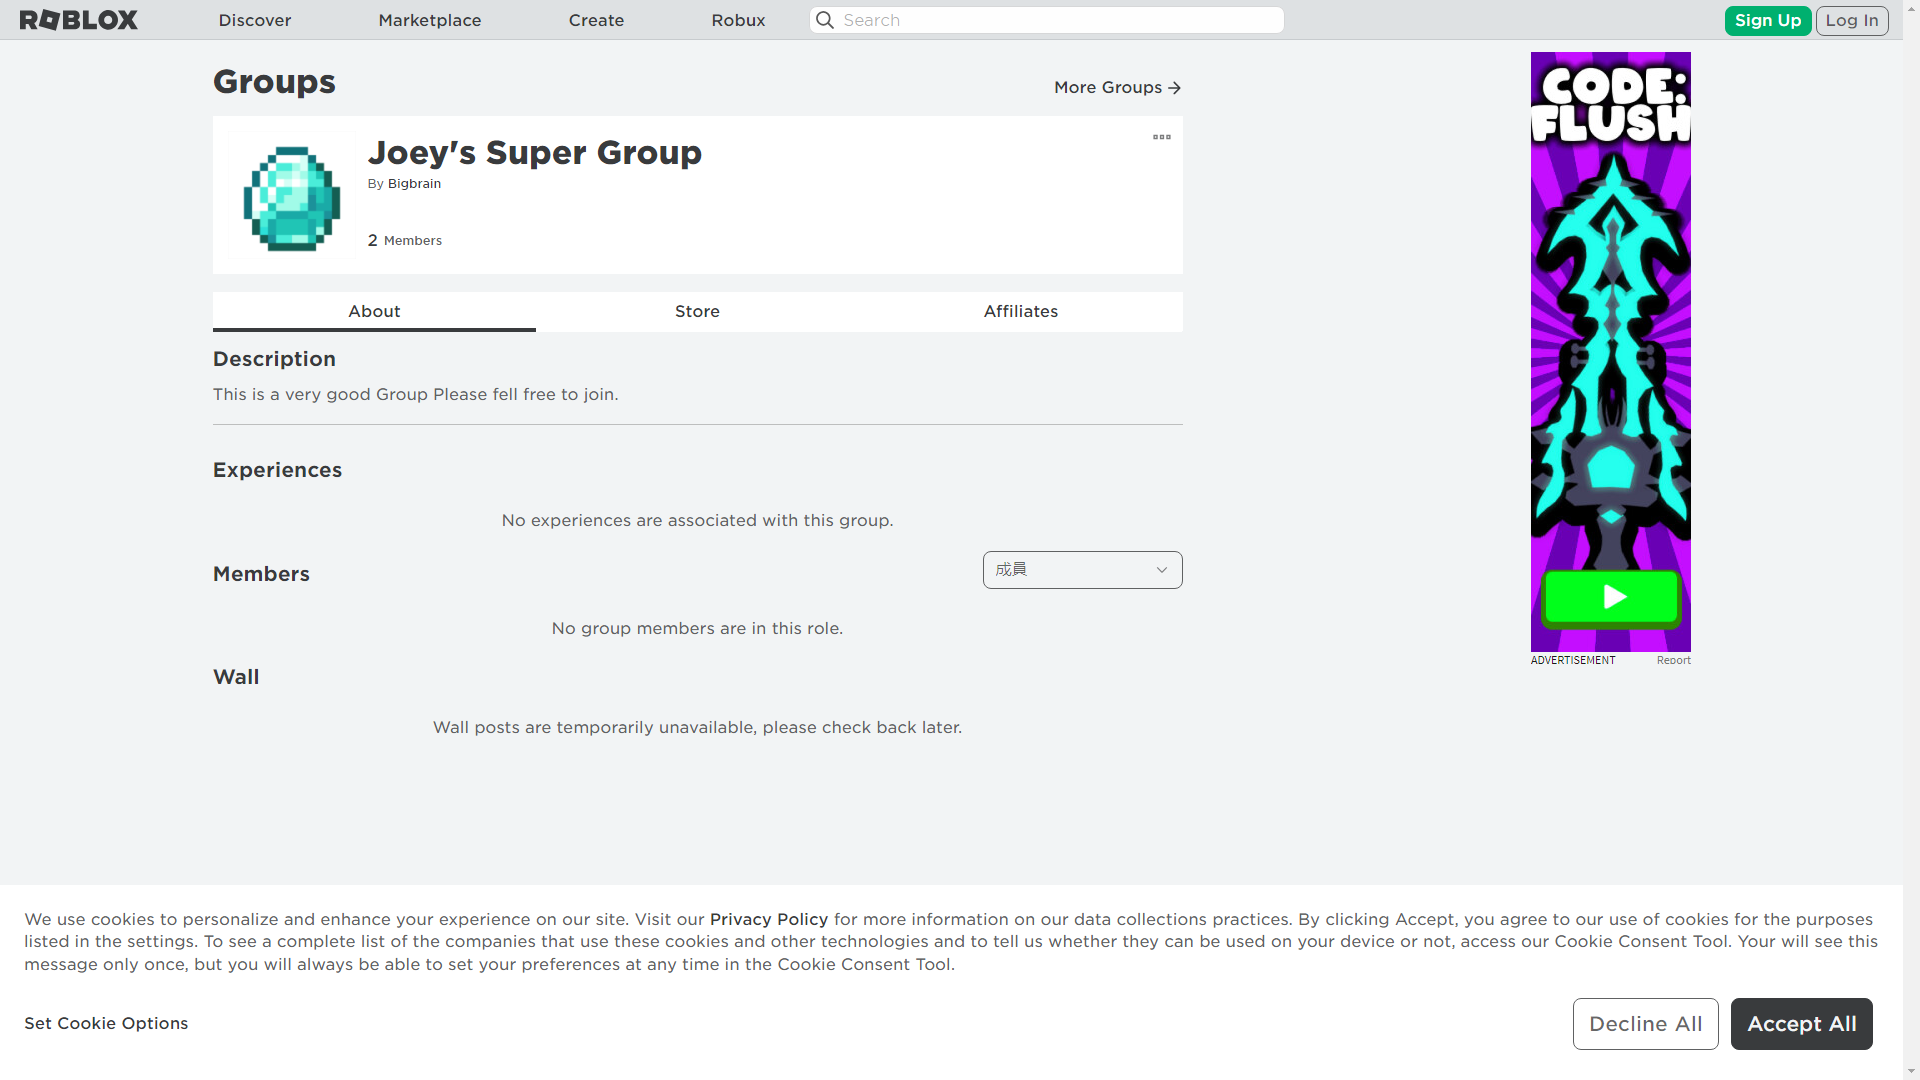 ROBLOX
Discover
Marketplace
Create
Robux
Search
Sign Up
Log In
Groups
More Groups
Joey's Super Group
By Bigbrain
2 Members
About
Store
Affiliates
Description
This is a very good Group Please fell free to join.
Experiences
No experiences are associated with this group.
Members
成員
No group members are in this role.
Wall
Wall posts are temporarily unavailable, please check back later.
CODE:
FLUSH
ADVERTISEMENT
Report
We use cookies to personalize and enhance your experience on our site. Visit our Privacy Policy for more information on our data collections practices. By clicking Accept, you agree to our use of cookies for the purposes
listed in the settings. To see a complete list of the companies that use these cookies and other technologies and to tell us whether they can be used on your device or not, access our Cookie Consent Tool. Your will see this
message only once, but you will always be able to set your preferences at any time in the Cookie Consent Tool.
Set Cookie Options
Decline All
Accept All